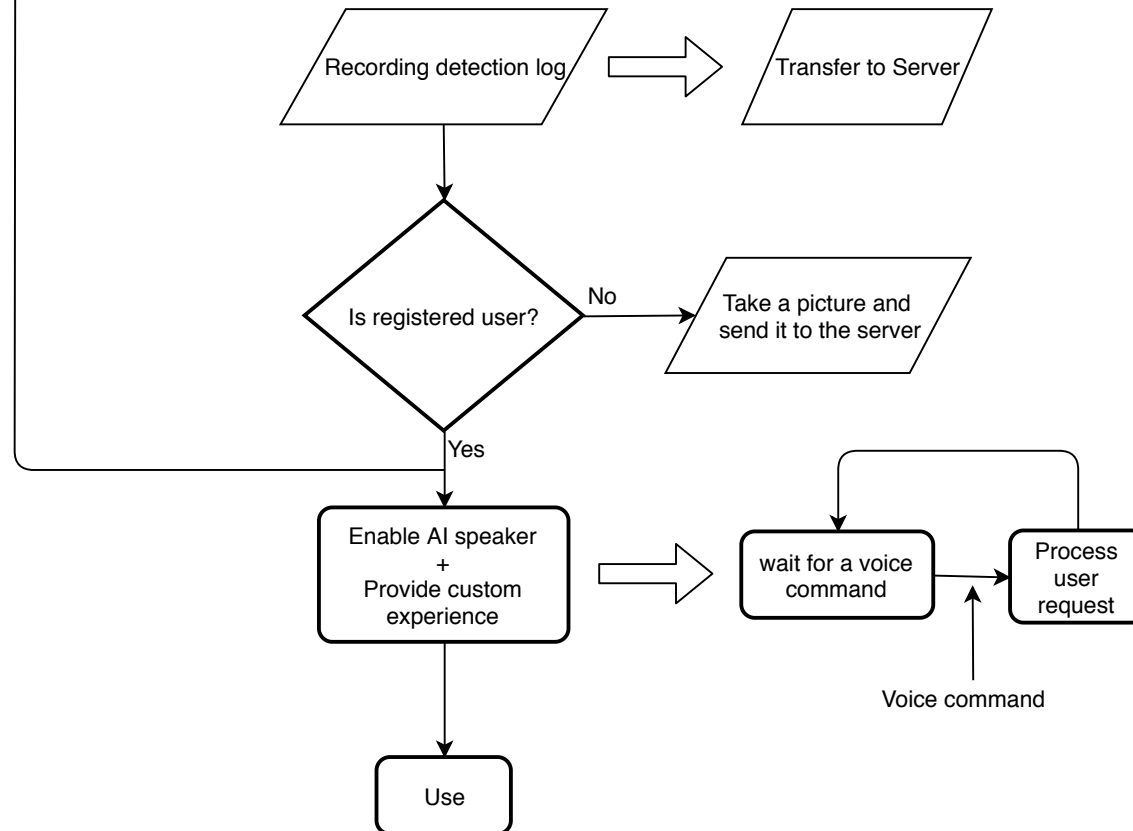 Recording detection log
Transfer to Server
Is registered user?
No
Take a picture and
send it to the server
Yes
Enable AI speaker
+
Provide custom
experience
wait for a voice
command
Process
user
request
Voice command
Use